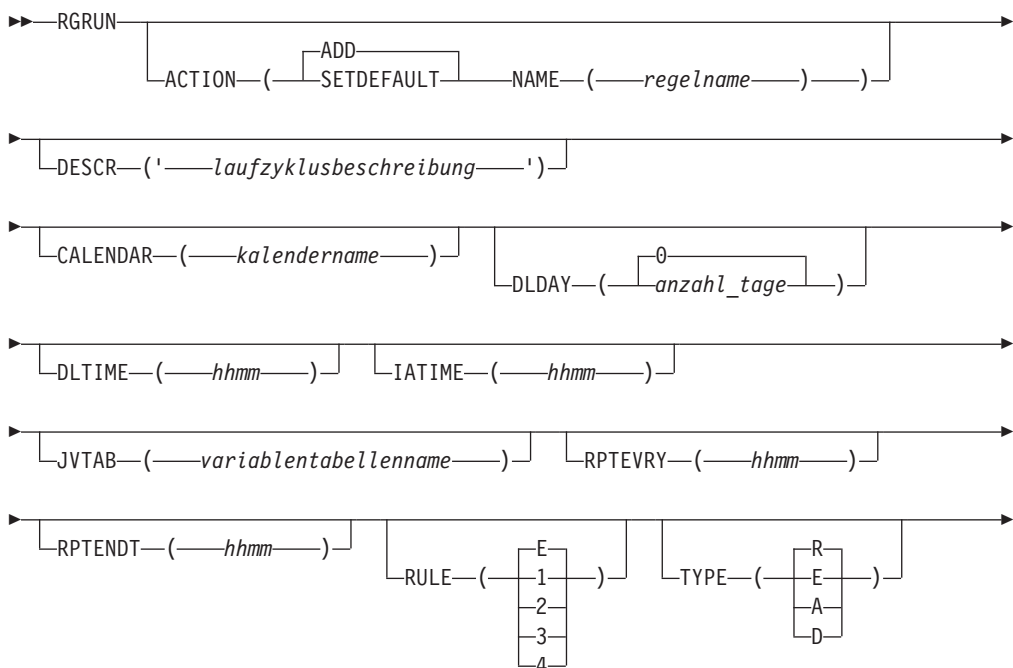 RGRUN
ADD
ACTION ( SETDEFAULT NAME ( regelname ) )
DESCR (' laufzyklusbeschreibung ')
CALENDAR ( kalendername )
0
DLDAY ( anzahl_tage )
DLTIME ( hhmm ) IATIME ( hhmm )
JVTAB ( variablentabellenname ) RPTEVRY ( hhmm )
RPTENDT ( hhmm )
E
RULE ( 1 )
2
3
4
R
TYPE ( E )
A
D